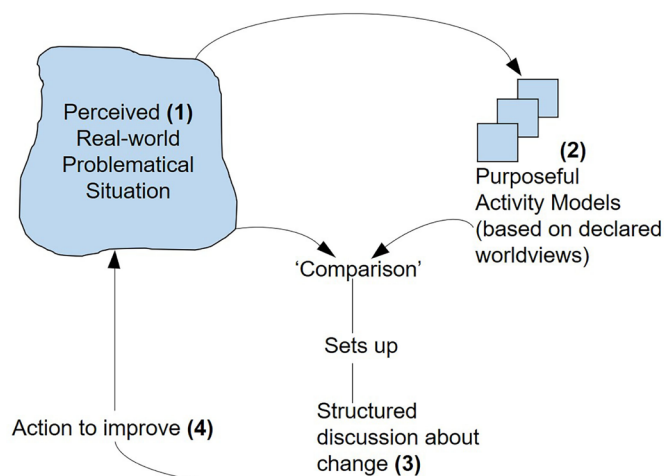 Perceived (1)
Real-world
Problematical
Situation
(2)
Purposeful
Activity Models
(based on declared
worldviews)
‘Comparison’
Sets up
Structured
discussion about
change (3)
Action to improve (4)